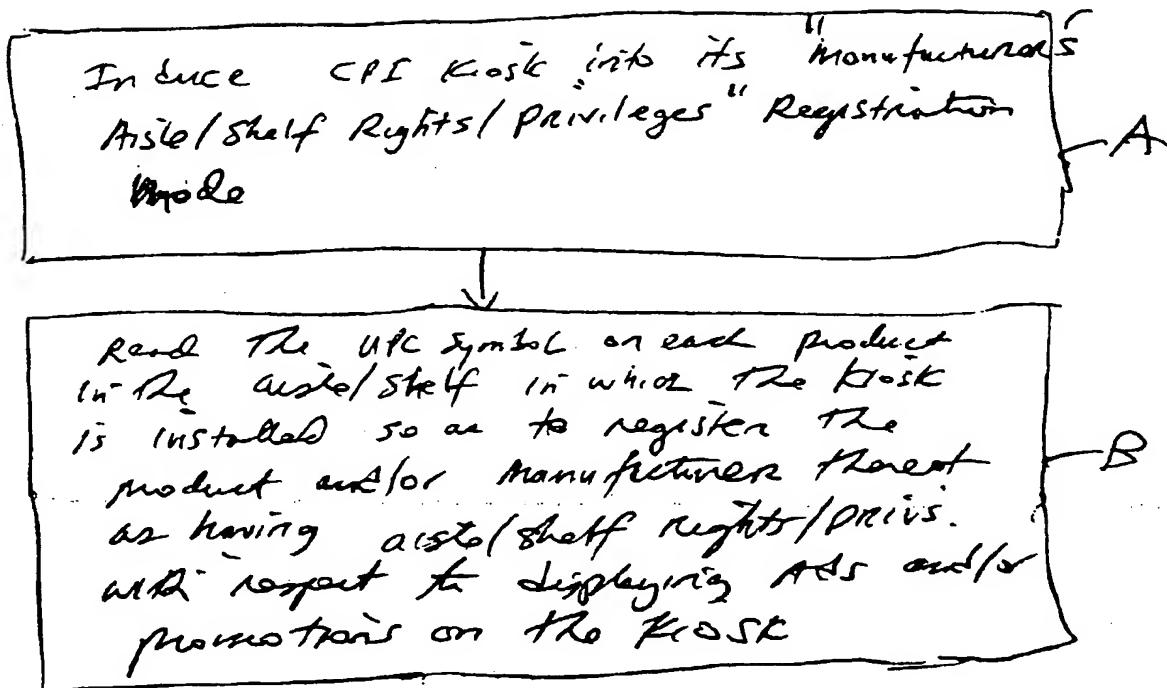 Induce CPI Kiosk into its "Manufacturer's
Aisle/Shelf Rights/Privileges" Registration
Mode
A
Read The UPC symbol on each product
in the aisle/shelf in which the Kiosk
is installed so as to register the
product and/or manufacturer thereof
as having aisle/shelf rights/privs.
with respect to displaying Ads and/or
promotions on the Kiosk
B